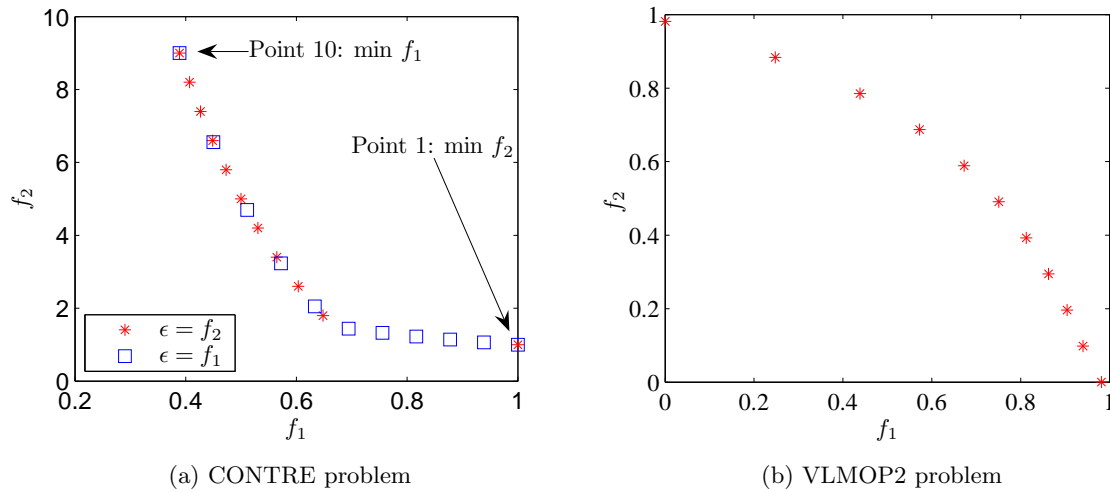 10
8
6
4
2
0
f₂
Point 10: min f₁
Point 1: min f₂
ϵ = f₂
ϵ = f₁
0.2
0.4
0.6
0.8
1
f₁
(a) CONTRE problem
1
0.8
0.6
0.4
0.2
0
f₂
0
0.2
0.4
0.6
0.8
1
f₁
(b) VLMOP2 problem